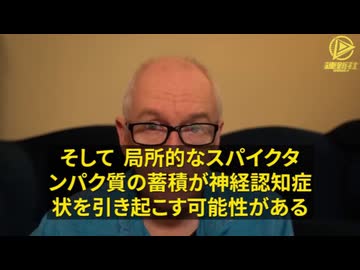 そして 局所的なスパイクタ
ンパク質の蓄積が神経認知症
状を引き起こす可能性がある